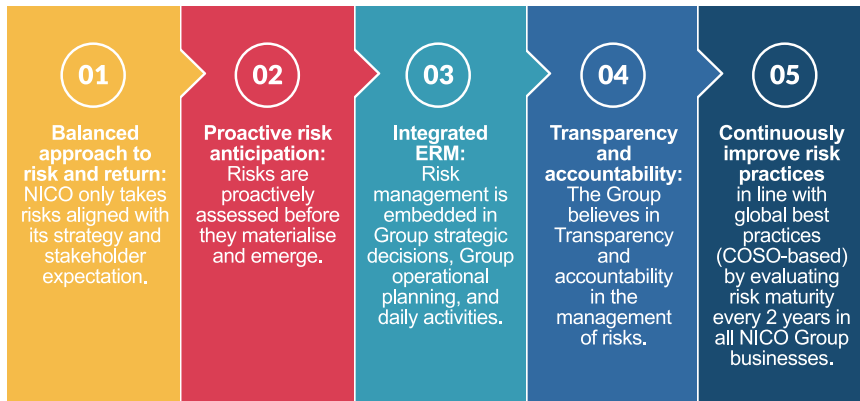 01
Balanced
approach to
risk and return:
NICO only takes
risks aligned with
its strategy and
stakeholder
expectation.
02
Proactive risk
anticipation:
Risks are
proactively
assessed before
they materialise
and emerge.
03
Integrated
ERM:
Risk
management is
embedded in
Group strategic
decisions, Group
operational
planning, and
daily activities.
04
Transparency
and
accountability:
The Group
believes in
Transparency
and
accountability
in the
management
of risks.
05
Continuously
improve risk
practices
in line with
global best
practices
(COSO-based)
by evaluating
risk maturity
every 2 years in
all NICO Group
businesses.